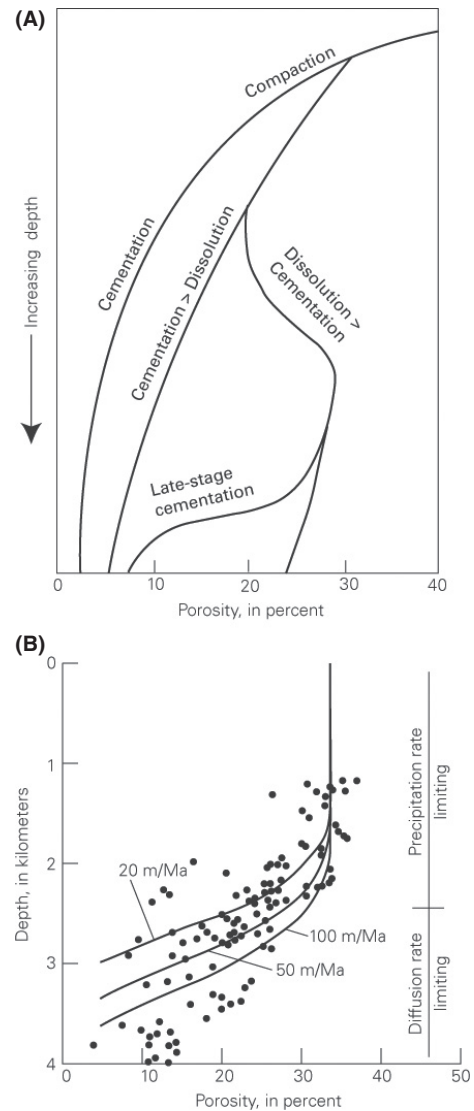 (A)
Compaction
Increasing depth
Cementation
Cementation > Dissolution
Dissolution >
Cementation
Late-stage
cementation
0 10 20 30 40
Porosity, in percent
(B)
0
1
2
3
4
Depth, in kilometers
20 m/Ma
50 m/Ma
100 m/Ma
Precipitation rate
limiting
Diffusion rate
limiting
0 10 20 30 40 50
Porosity, in percent